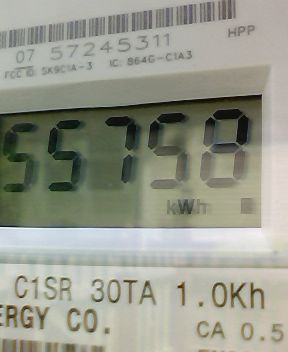 07 57245311
HPP
FCC ID: SK9C1A-3 IC: 864G-C1A3
55758
kWh
C1SR 30TA 1.0Kh
ERGY CO.
CA 0.5